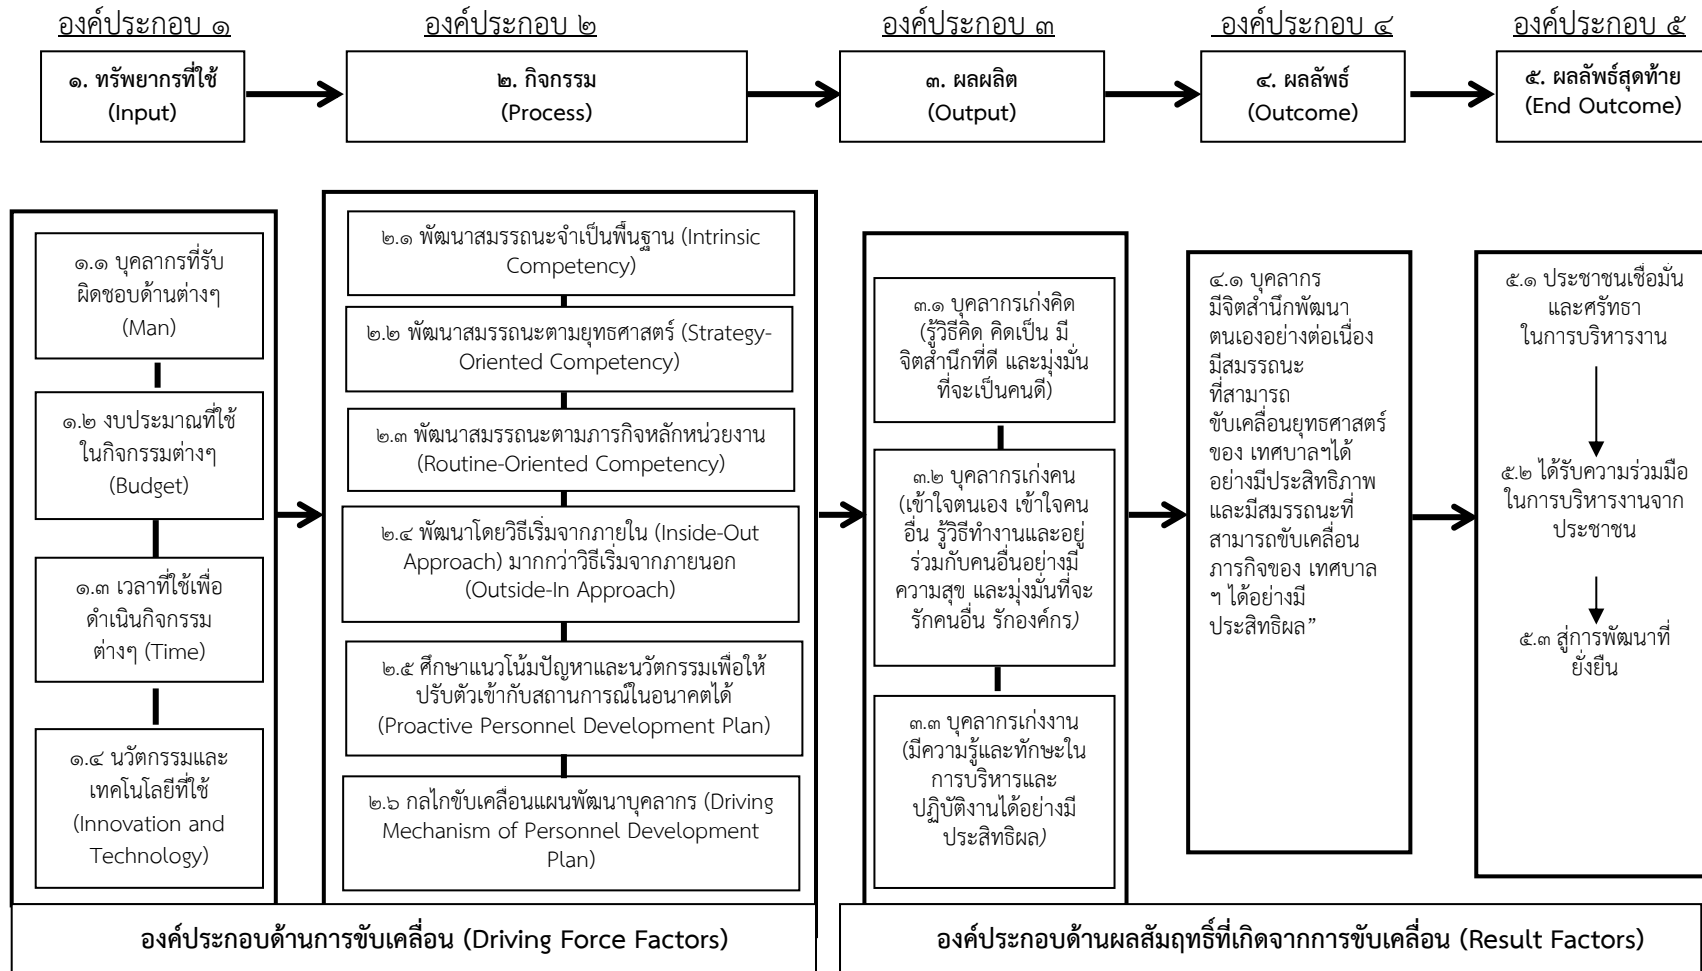 องค์ประกอบ ๑
องค์ประกอบ ๒
องค์ประกอบ ๓
องค์ประกอบ ๔
องค์ประกอบ ๕
๑. ทรัพยากรที่ใช้
(Input)
๒. กิจกรรม
(Process)
๓. ผลผลิต
(Output)
๔. ผลลัพธ์
(Outcome)
๕. ผลลัพธ์สุดท้าย
(End Outcome)
๑.๑ บุคลากรที่รับ
ผิดชอบด้านต่างๆ
(Man)
๑.๒ งบประมาณที่ใช้
ในกิจกรรมต่างๆ
(Budget)
๑.๓ เวลาที่ใช้เพื่อ
ดำเนินกิจกรรม
ต่างๆ (Time)
๑.๔ นวัตกรรมและ
เทคโนโลยีที่ใช้
(Innovation and
Technology)
๒.๑ พัฒนาสมรรถนะจำเป็นพื้นฐาน (Intrinsic
Competency)
๒.๒ พัฒนาสมรรถนะตามยุทธศาสตร์ (Strategy-
Oriented Competency)
๒.๓ พัฒนาสมรรถนะตามภารกิจหลักหน่วยงาน
(Routine-Oriented Competency)
๒.๔ พัฒนาโดยวิธีเริ่มจากภายใน (Inside-Out
Approach) มากกว่าวิธีเริ่มจากภายนอก
(Outside-In Approach)
๒.๕ ศึกษาแนวโน้มปัญหาและนวัตกรรมเพื่อให้
ปรับตัวเข้ากับสถานการณ์ในอนาคตได้
(Proactive Personnel Development Plan)
๒.๖ กลไกขับเคลื่อนแผนพัฒนาบุคลากร (Driving
Mechanism of Personnel Development
Plan)
๓.๑ บุคลากรเก่งคิด
(รู้วิธีคิด คิดเป็น มี
จิตสำนึกที่ดี และมุ่งมั่น
ที่จะเป็นคนดี)
๓.๒ บุคลากรเก่งคน
(เข้าใจตนเอง เข้าใจคน
อื่น รู้วิธีทำงานและอยู่
ร่วมกับคนอื่นอย่างมี
ความสุข และมุ่งมั่นที่จะ
รักคนอื่น รักองค์กร)
๓.๓ บุคลากรเก่งงาน
(มีความรู้และทักษะใน
การบริหารและ
ปฏิบัติงานได้อย่างมี
ประสิทธิผล)
๔.๑ บุคลากร
มีจิตสำนึกพัฒนา
ตนเองอย่างต่อเนื่อง
มีสมรรถนะ
ที่สามารถ
ขับเคลื่อนยุทธศาสตร์
ของ เทศบาลฯได้
อย่างมีประสิทธิภาพ
และมีสมรรถนะที่
สามารถขับเคลื่อน
ภารกิจของ เทศบาล
ฯ ได้อย่างมี
ประสิทธิผล”
๕.๑ ประชาชนเชื่อมั่น
และศรัทธา
ในการบริหารงาน
๕.๒ ได้รับความร่วมมือ
ในการบริหารงานจาก
ประชาชน
๕.๓ สู่การพัฒนาที่
ยั่งยืน
องค์ประกอบด้านการขับเคลื่อน (Driving Force Factors)
องค์ประกอบด้านผลสัมฤทธิ์ที่เกิดจากการขับเคลื่อน (Result Factors)